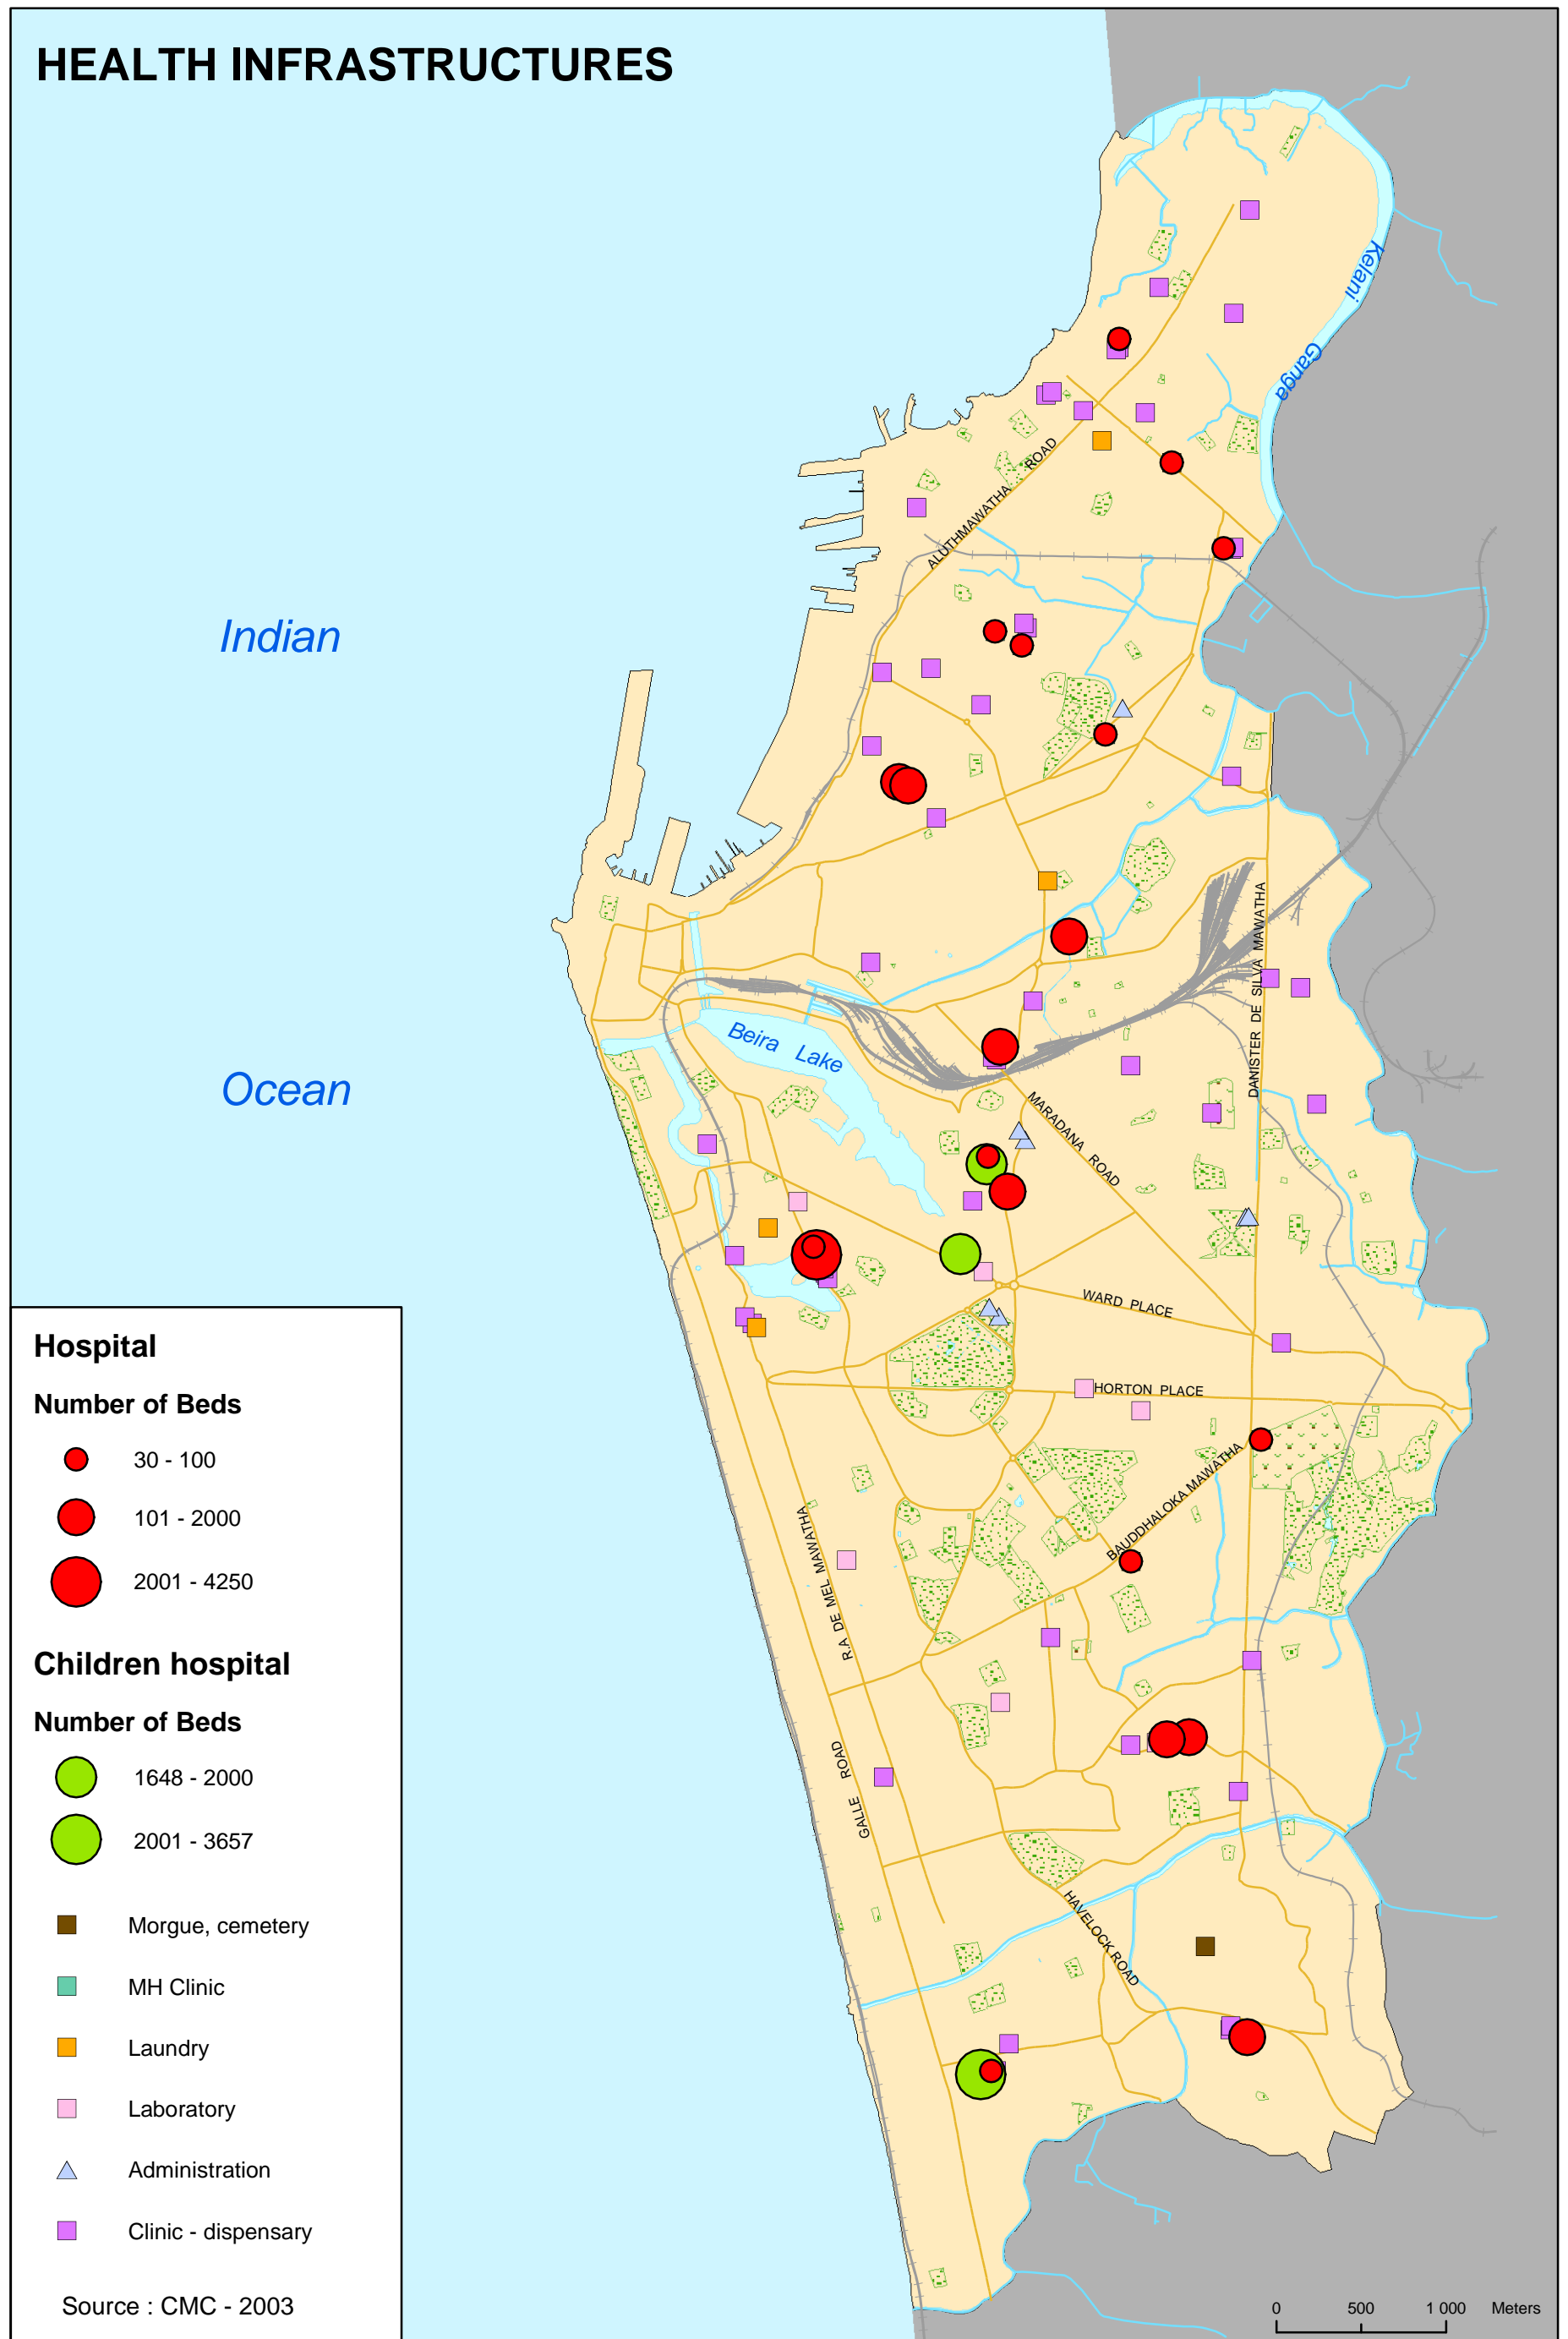 HEALTH INFRASTRUCTURES
Kelani
Ganga
ALUTHMAWATHA ROAD
Indian
Ocean
DANISTER DE SILVA MAWATHA
Beira Lake
MARADANA ROAD
WARD PLACE
HORTON PLACE
BAUDDHALOKA MAWATHA
R.A. DE MEL MAWATHA
GALLE ROAD
HAVELOCK ROAD
Hospital
Number of Beds
30 - 100
101 - 2000
2001 - 4250
Children hospital
Number of Beds
1648 - 2000
2001 - 3657
Morgue, cemetery
MH Clinic
Laundry
Laboratory
Administration
Clinic - dispensary
Source : CMC - 2003
0 500 1 000 Meters